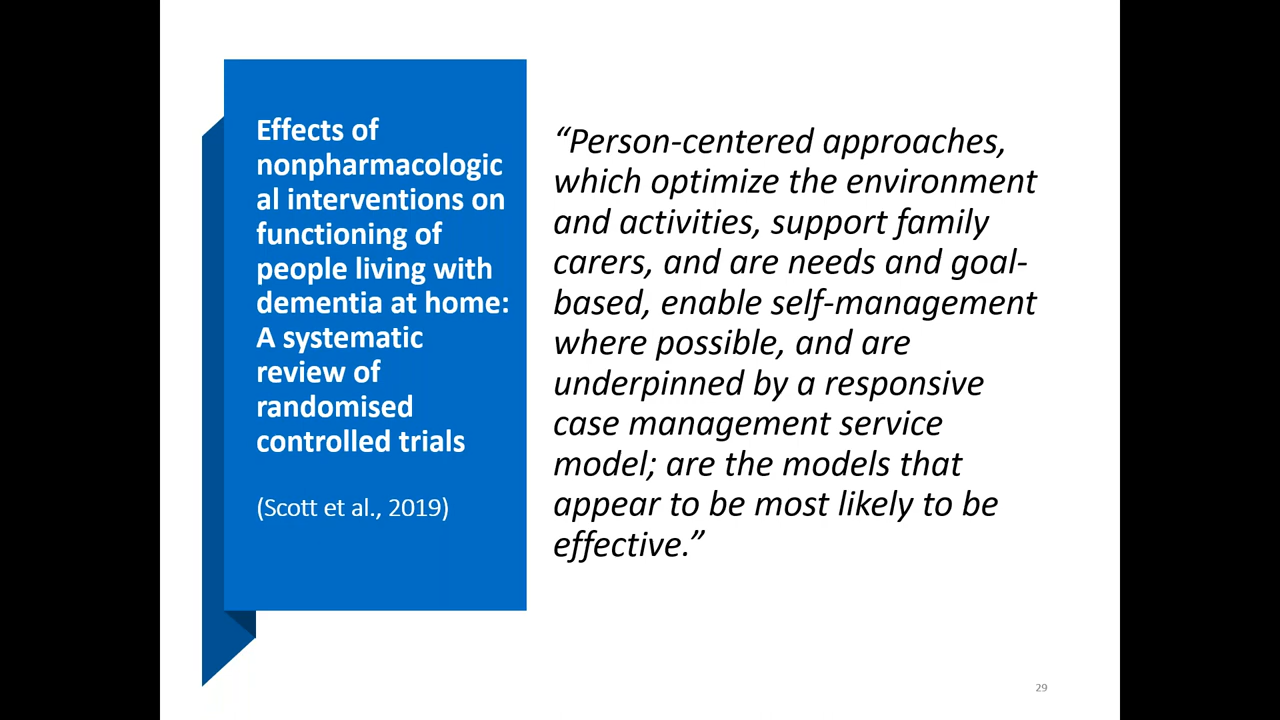 Effects of
nonpharmacologic
al interventions on
functioning of
people living with
dementia at home:
A systematic
review of
randomised
controlled trials
(Scott et al., 2019)
“Person-centered approaches,
which optimize the environment
and activities, support family
carers, and are needs and goal-
based, enable self-management
where possible, and are
underpinned by a responsive
case management service
model; are the models that
appear to be most likely to be
effective.”
29